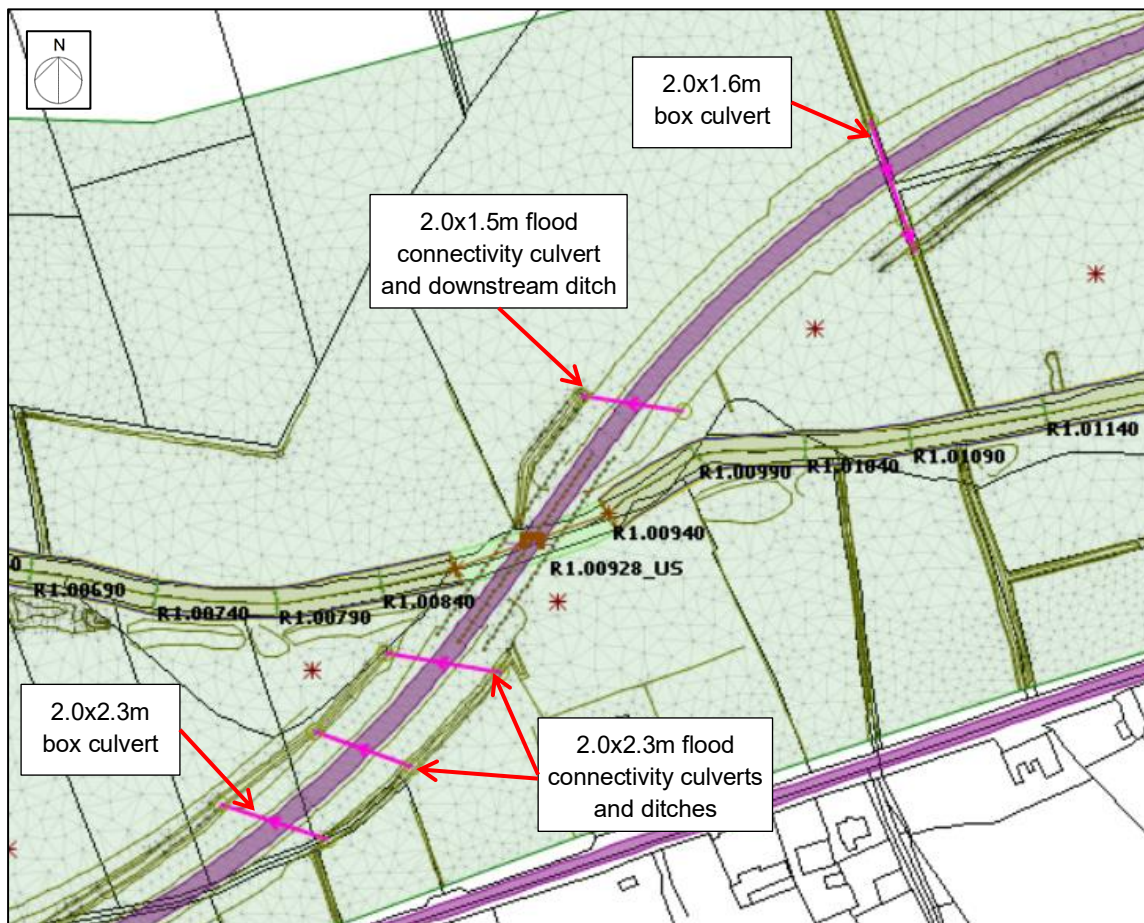 N
2.0x1.6m
box culvert
2.0x1.5m flood
connectivity culvert
and downstream ditch
R1.01140
R1.01090
R1.01040
R1.00990
R1.00940
R1.00928_US
R1.00840
R1.00790
R1.00740
R1.00690
2.0x2.3m
box culvert
2.0x2.3m flood
connectivity culverts
and ditches